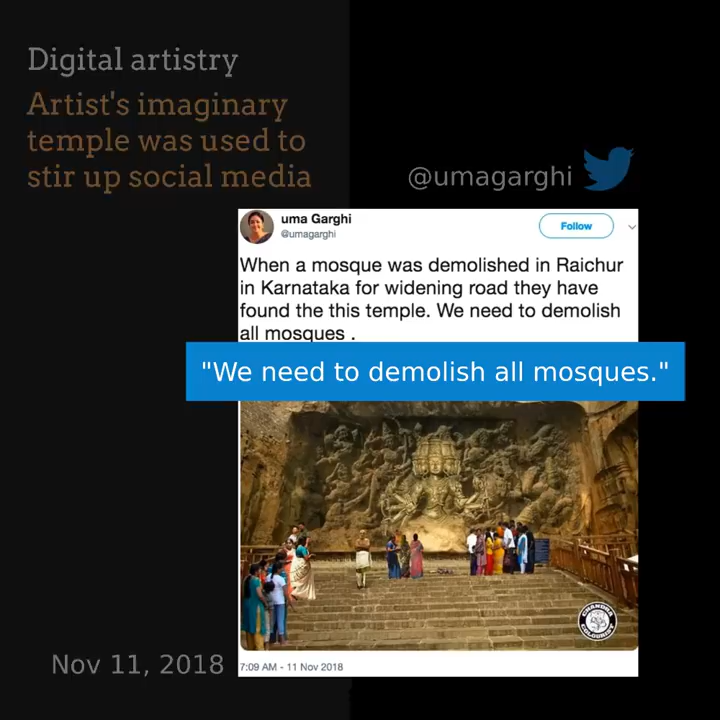 Digital artistry
Artist's imaginary
temple was used to
stir up social media
@umagarghi
uma Garghi
@umagarghi
Follow
When a mosque was demolished in Raichur
in Karnataka for widening road they have
found the this temple. We need to demolish
all mosques .
"We need to demolish all mosques."
CHANDRA
COLOURIST
Nov 11, 2018
7:09 AM - 11 Nov 2018